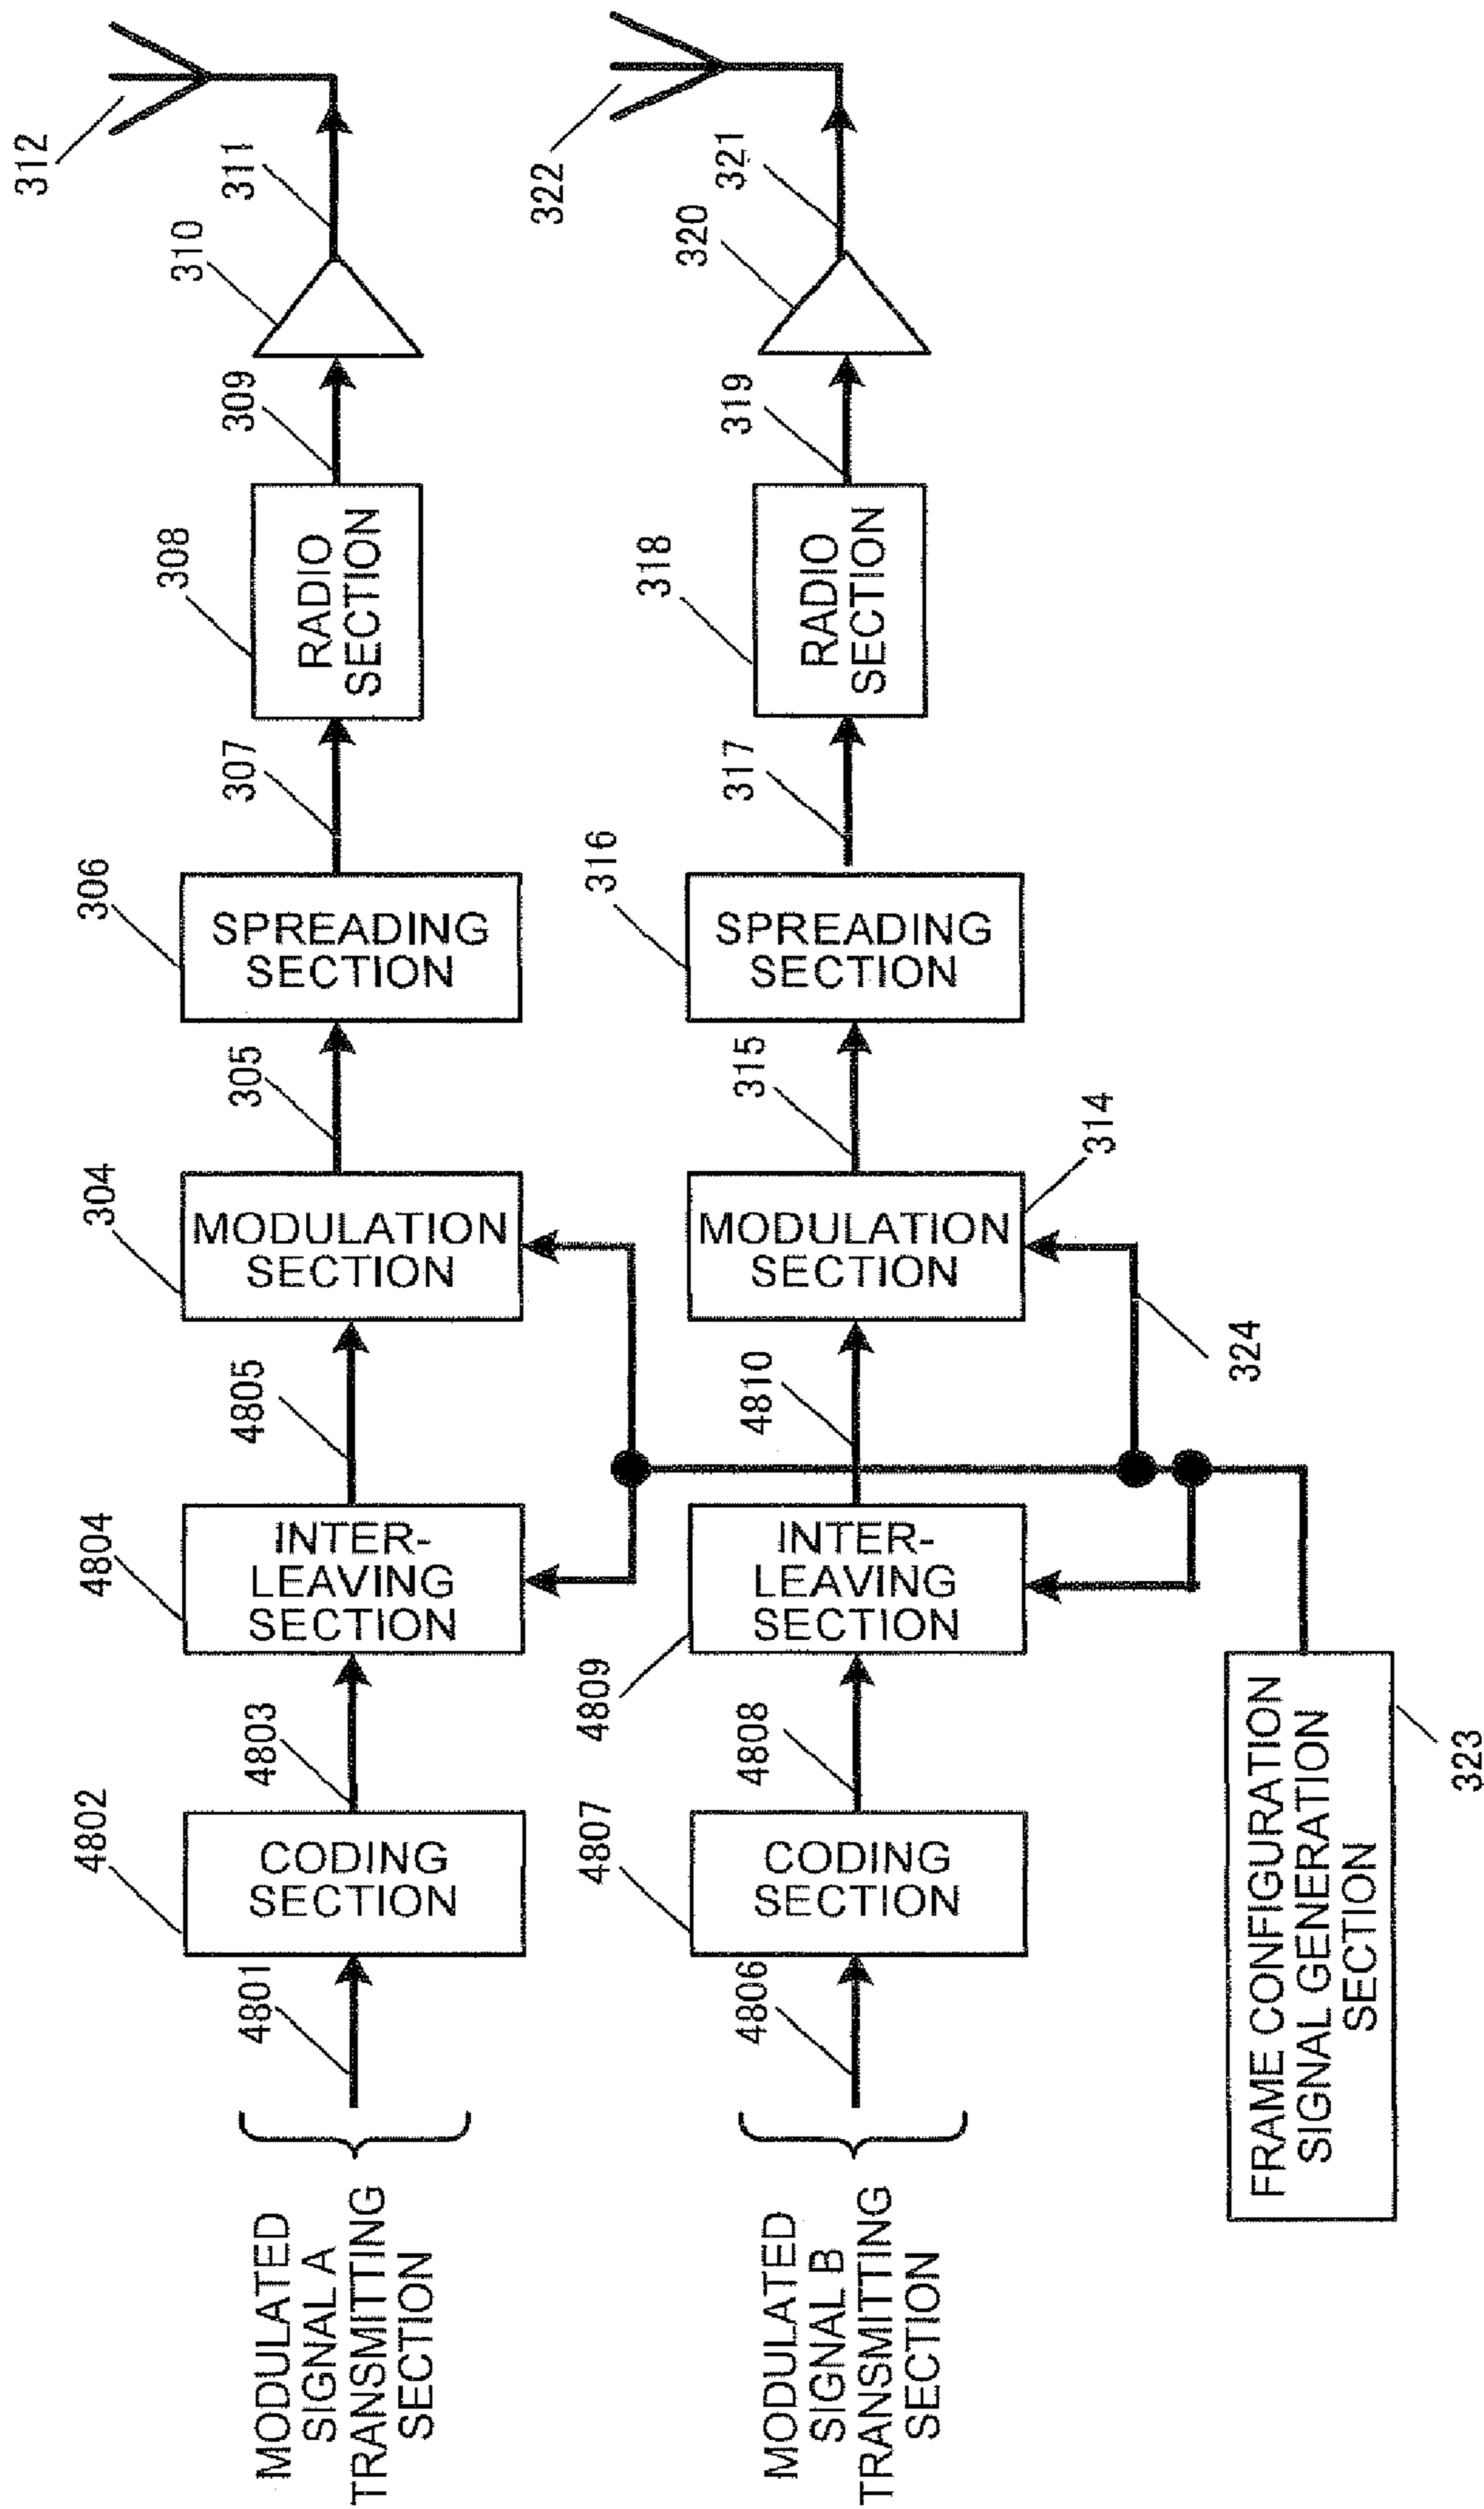 MODULATED
SIGNAL A
TRANSMITTING
SECTION
4801
4802
CODING
SECTION
4803
4804
INTER-
LEAVING
SECTION
4805
304
MODULATION
SECTION
305
306
SPREADING
SECTION
307
308
RADIO
SECTION
309
310
311
312
MODULATED
SIGNAL B
TRANSMITTING
SECTION
4806
4807
CODING
SECTION
4808
4809
INTER-
LEAVING
SECTION
4810
314
MODULATION
SECTION
315
316
SPREADING
SECTION
317
318
RADIO
SECTION
319
320
321
322
FRAME CONFIGURATION
SIGNAL GENERATION
SECTION
323
324